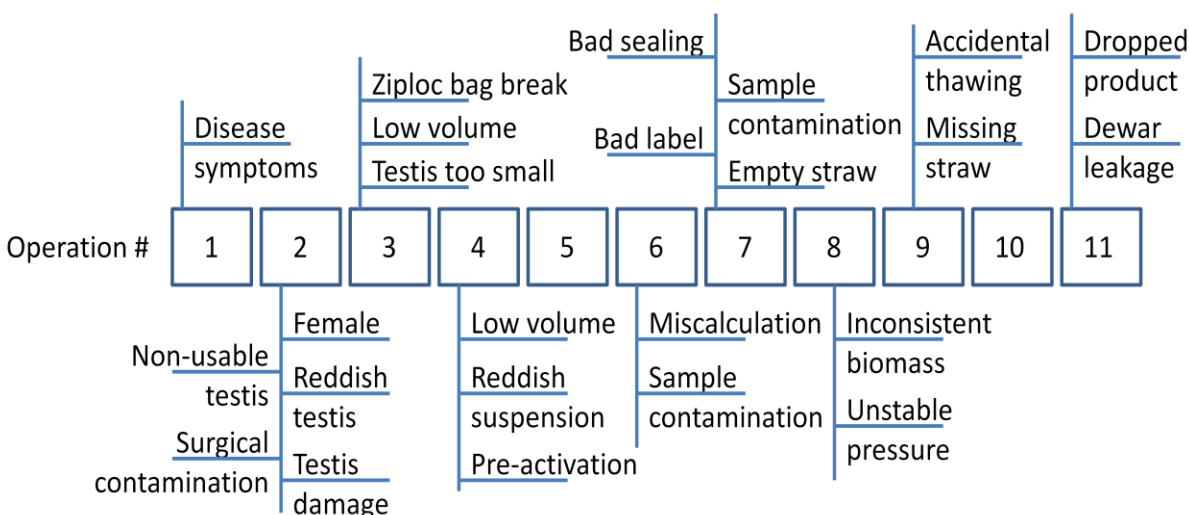 Bad sealing
Accidental
thawing
Dropped
product
Ziploc bag break
Sample
contamination
Disease
symptoms
Low volume
Bad label
Missing
straw
Dewar
leakage
Testis too small
Empty straw
Operation # 1 2 3 4 5 6 7 8 9 10 11
Female
Non-usable
testis
Reddish
testis
Surgical
contamination
Testis
damage
Low volume
Reddish
suspension
Pre-activation
Miscalculation
Sample
contamination
Inconsistent
biomass
Unstable
pressure